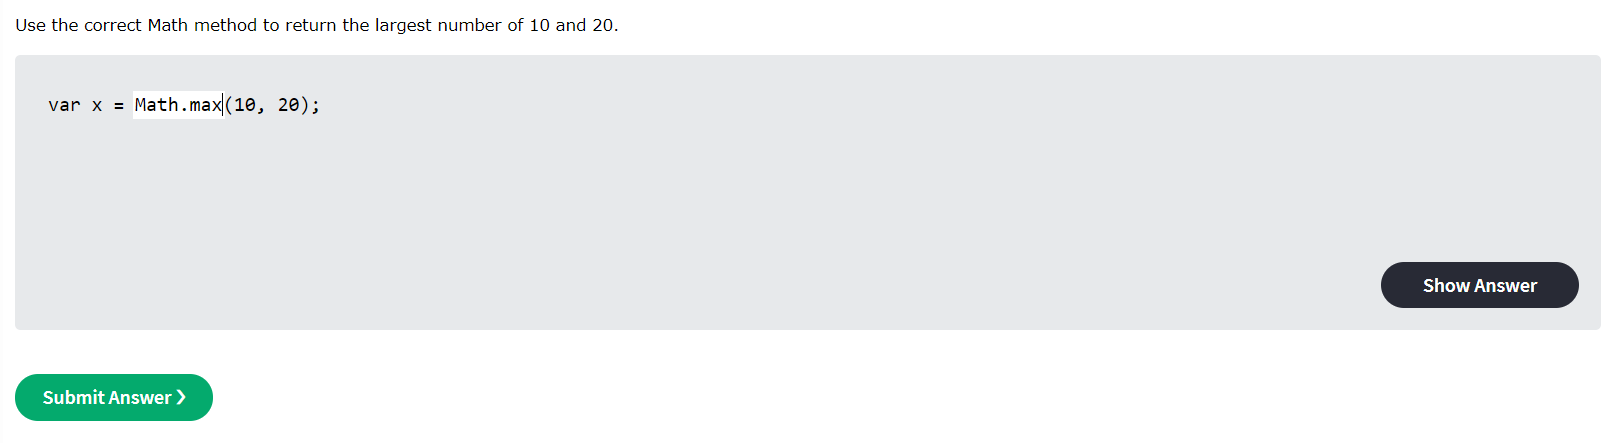 Use the correct Math method to return the largest number of 10 and 20.
var x = Math.max(10, 20);
Show Answer
Submit Answer ❯